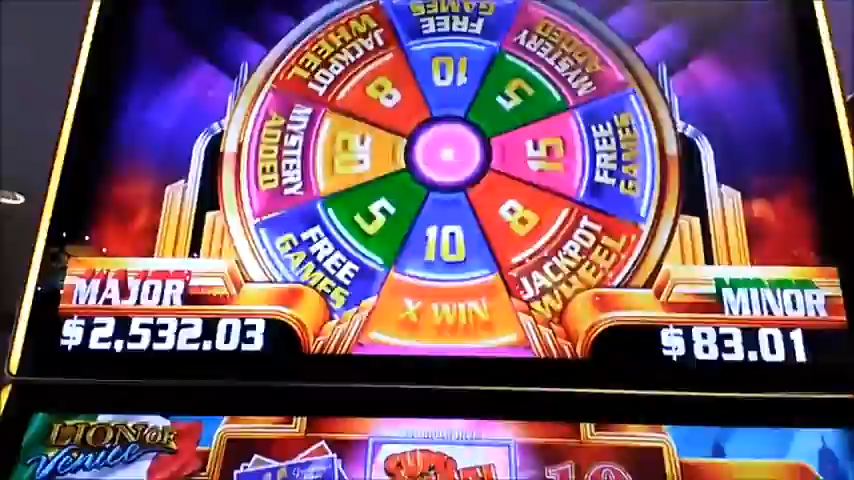 FREE GAMES
MYSTERY ADDED
FREE GAMES
JACKPOT WHEEL
X WIN
FREE GAMES
MYSTERY ADDED
JACKPOT WHEEL
10
5
15
8
10
5
20
8
MAJOR
$2,532.03
MINOR
$83.01
LION OF
Venice
10